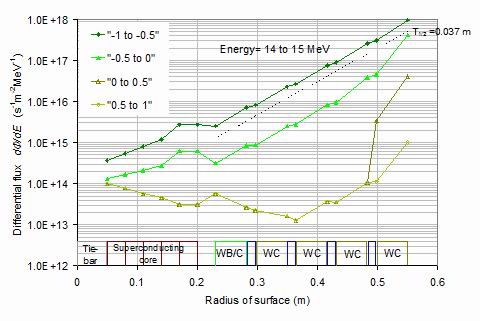 1.0E + 18
1.0E + 17
1.0E + 16
1.0E + 15
1.0E + 14
1.0E + 13
1.0E + 12
Differential flux dΦ/dE (s⁻¹m⁻²MeV⁻¹)
"-1 to -0.5"
"-0.5 to 0"
"0 to 0.5"
"0.5 to 1"
Energy= 14 to 15 MeV
T1/2 =0.037 m
Tie-
bar
Superconducting
core
WB/C
WC
WC
WC
WC
0 0.1 0.2 0.3 0.4 0.5 0.6
Radius of surface (m)